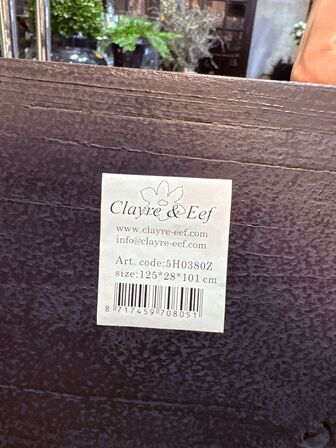 Clayre & Eef
www.clayre-eef.com
info@clayre-eef.com
Art. code:5H0380Z
size:125*28*101 cm
8 717459 708051